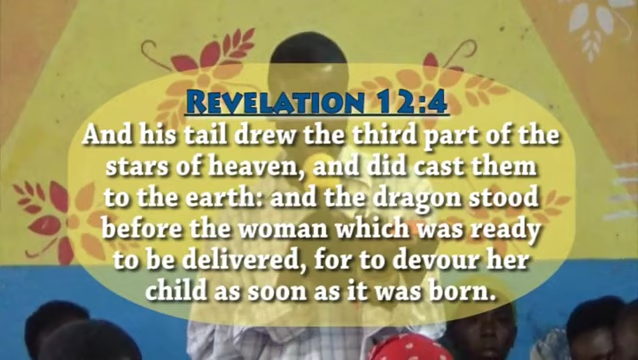 Revelation 12:4
And his tail drew the third part of the
stars of heaven, and did cast them
to the earth: and the dragon stood
before the woman which was ready
to be delivered, for to devour her
child as soon as it was born.